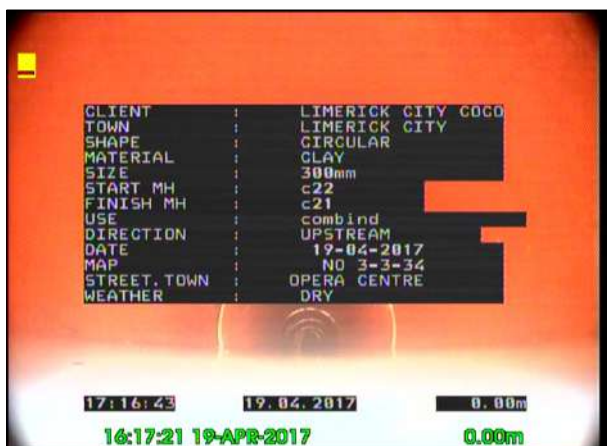 CLIENT : LIMERICK CITY COCO
TOWN : LIMERICK CITY
SHAPE : CIRCULAR
MATERIAL : CLAY
SIZE : 300mm
START MH : c22
FINISH MH : c21
USE : combind
DIRECTION : UPSTREAM
DATE : 19-04-2017
MAP : NO 3-3-34
STREET.TOWN : OPERA CENTRE
WEATHER : DRY
17:16:43 19.04.2017 0.00m
16:17:21 19-APR-2017 0.00m